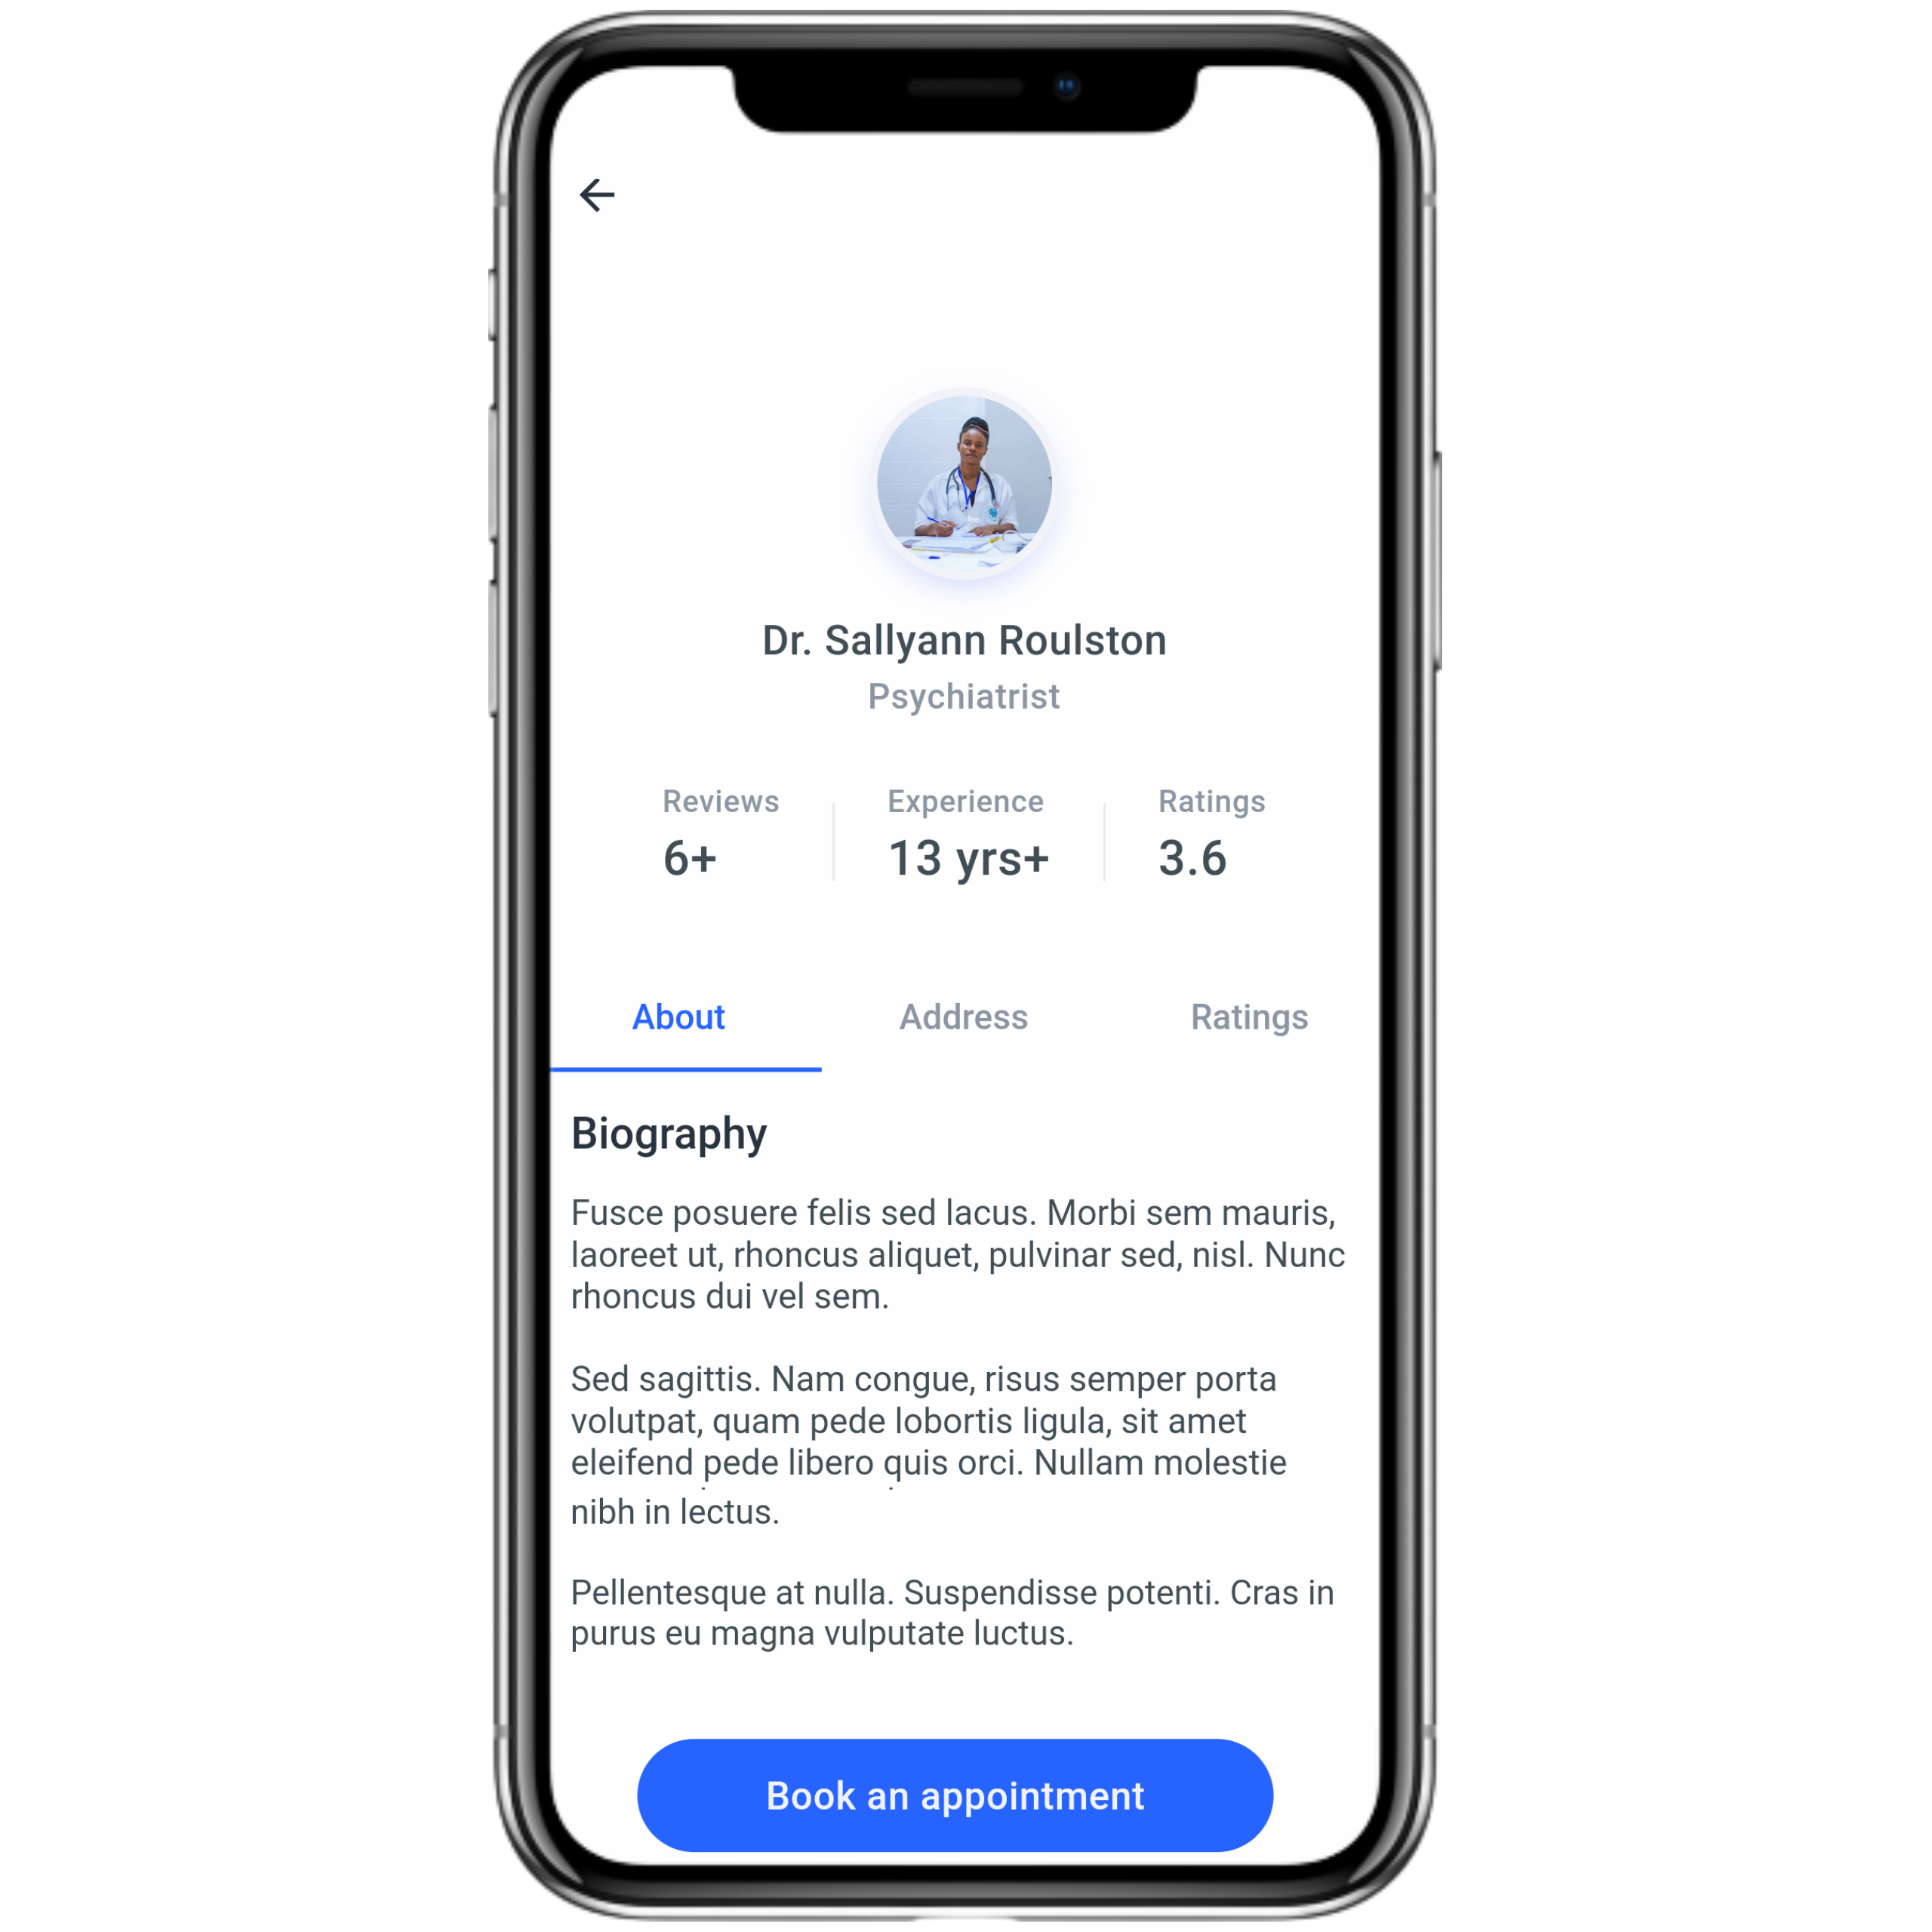 Dr. Sallyann Roulston
Psychiatrist
Reviews Experience Ratings
6+ 13 yrs+ 3.6
About Address Ratings
Biography
Fusce posuere felis sed lacus. Morbi sem mauris,
laoreet ut, rhoncus aliquet, pulvinar sed, nisl. Nunc
rhoncus dui vel sem.
Sed sagittis. Nam congue, risus semper porta
volutpat, quam pede lobortis ligula, sit amet
eleifend pede libero quis orci. Nullam molestie
nibh in lectus.
Pellentesque at nulla. Suspendisse potenti. Cras in
purus eu magna vulputate luctus.
Book an appointment